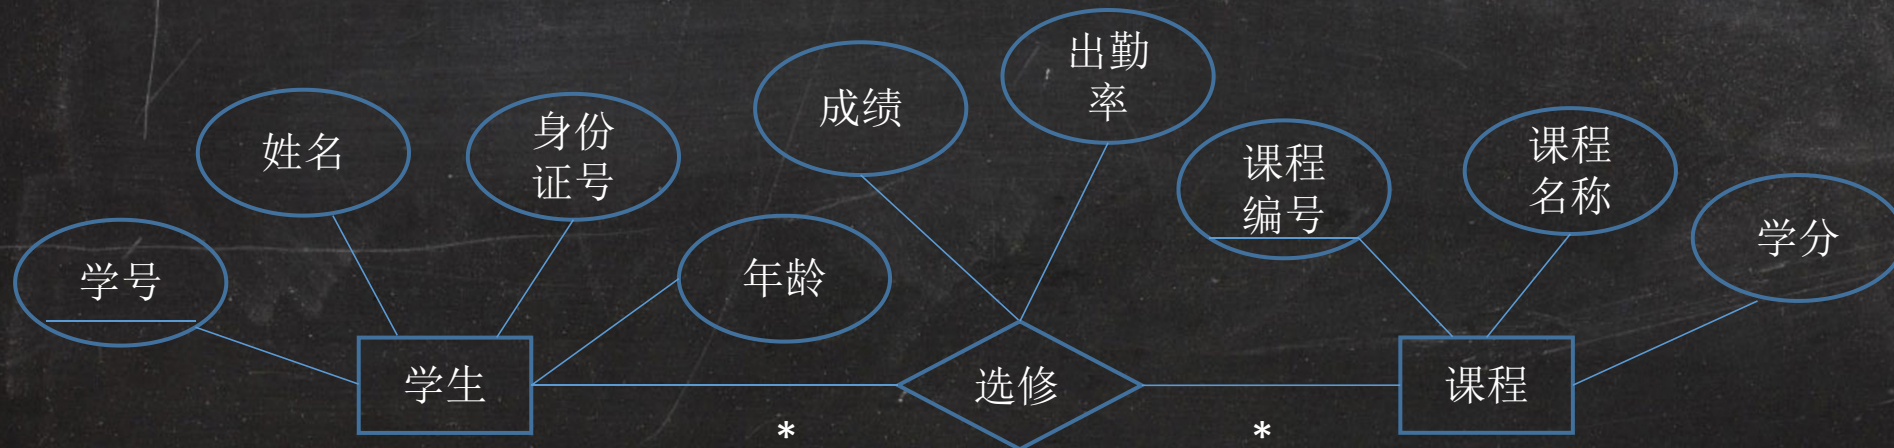 出勤
率
成绩
姓名
身份
证号
课程
编号
课程
名称
学号
年龄
学分
学生
选修
课程
*
*